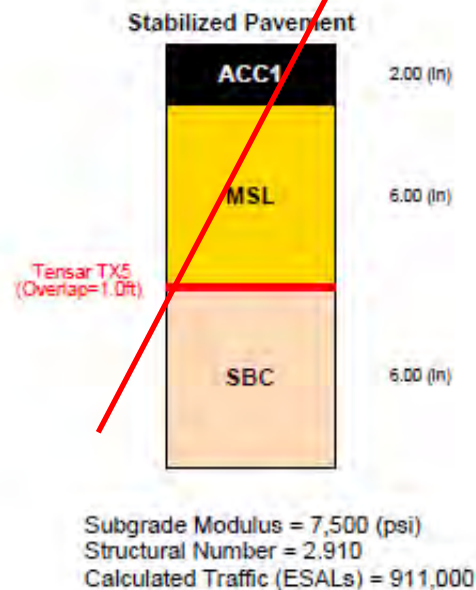 Stabilized Pavement
ACC1
2.00 (in)
MSL
6.00 (in)
Tensar TX5
(Overlap=1.0ft)
SBC
6.00 (in)
Subgrade Modulus = 7,500 (psi)
Structural Number = 2.910
Calculated Traffic (ESALs) = 911,000